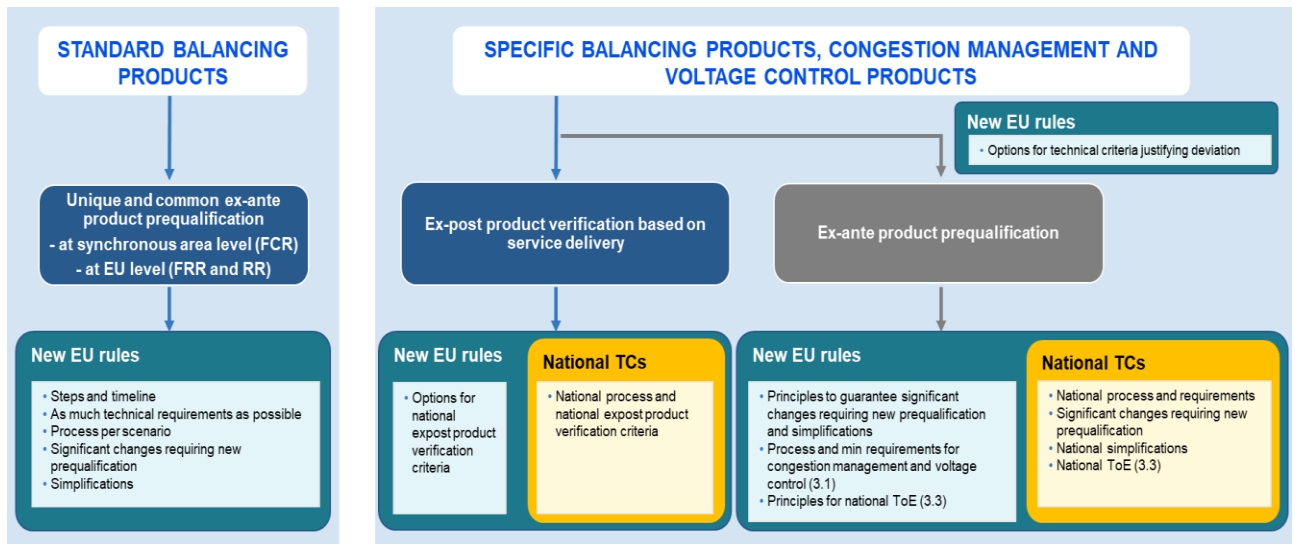 STANDARD BALANCING
PRODUCTS
Unique and common ex-ante
product prequalification
- at synchronous area level (FCR)
- at EU level (FRR and RR)
New EU rules
• Steps and timeline
• As much technical requirements as possible
• Process per scenario
• Significant changes requiring new
prequalification
• Simplifications
SPECIFIC BALANCING PRODUCTS, CONGESTION MANAGEMENT AND
VOLTAGE CONTROL PRODUCTS
New EU rules
• Options for technical criteria justifying deviation
Ex-post product verification based on
service delivery
Ex-ante product prequalification
New EU rules
• Options for
national
expost product
verification
criteria
National TCs
• National process and
national expost product
verification criteria
New EU rules
• Principles to guarantee significant
changes requiring new prequalification
and simplifications
• Process and min requirements for
congestion management and voltage
control (3.1)
• Principles for national ToE (3.3)
National TCs
• National process and requirements
• Significant changes requiring new
prequalification
• National simplifications
• National ToE (3.3)